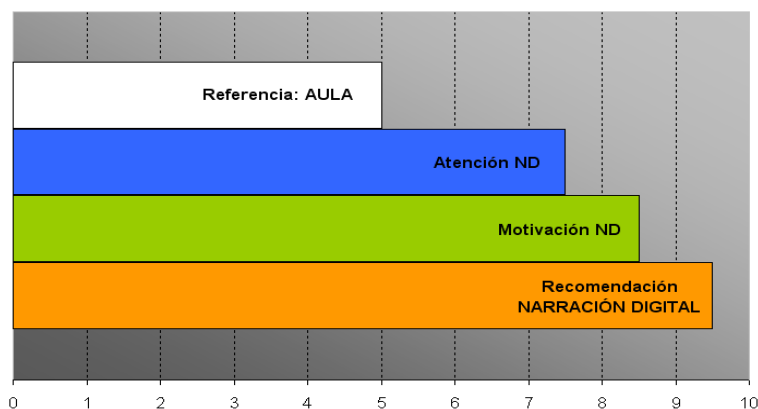 Referencia: AULA
Atención ND
Motivación ND
Recomendación
NARRACIÓN DIGITAL
0 1 2 3 4 5 6 7 8 9 10